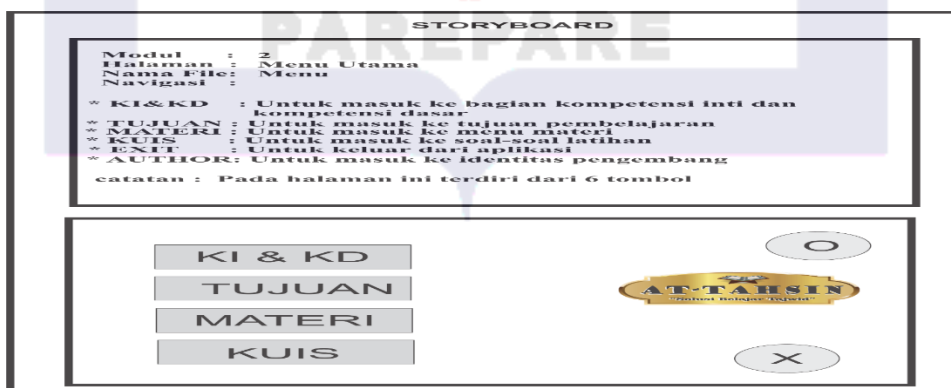 PAREPARE
STORYBOARD
Modul : 2
Halaman : Menu Utama
Nama File: Menu
Navigasi :
* KI&KD : Untuk masuk ke bagian kompetensi inti dan
kompetensi dasar
* TUJUAN : Untuk masuk ke tujuan pembelajaran
* MATERI : Untuk masuk ke menu materi
* KUIS : Untuk masuk ke soal-soal latihan
* EXIT : Untuk keluar dari aplikasi
* AUTHOR: Untuk masuk ke identitas pengembang
catatan : Pada halaman ini terdiri dari 6 tombol
KI & KD
O
TUJUAN
AT-TAHSIN
Belajar Tajwid"
MATERI
KUIS
X